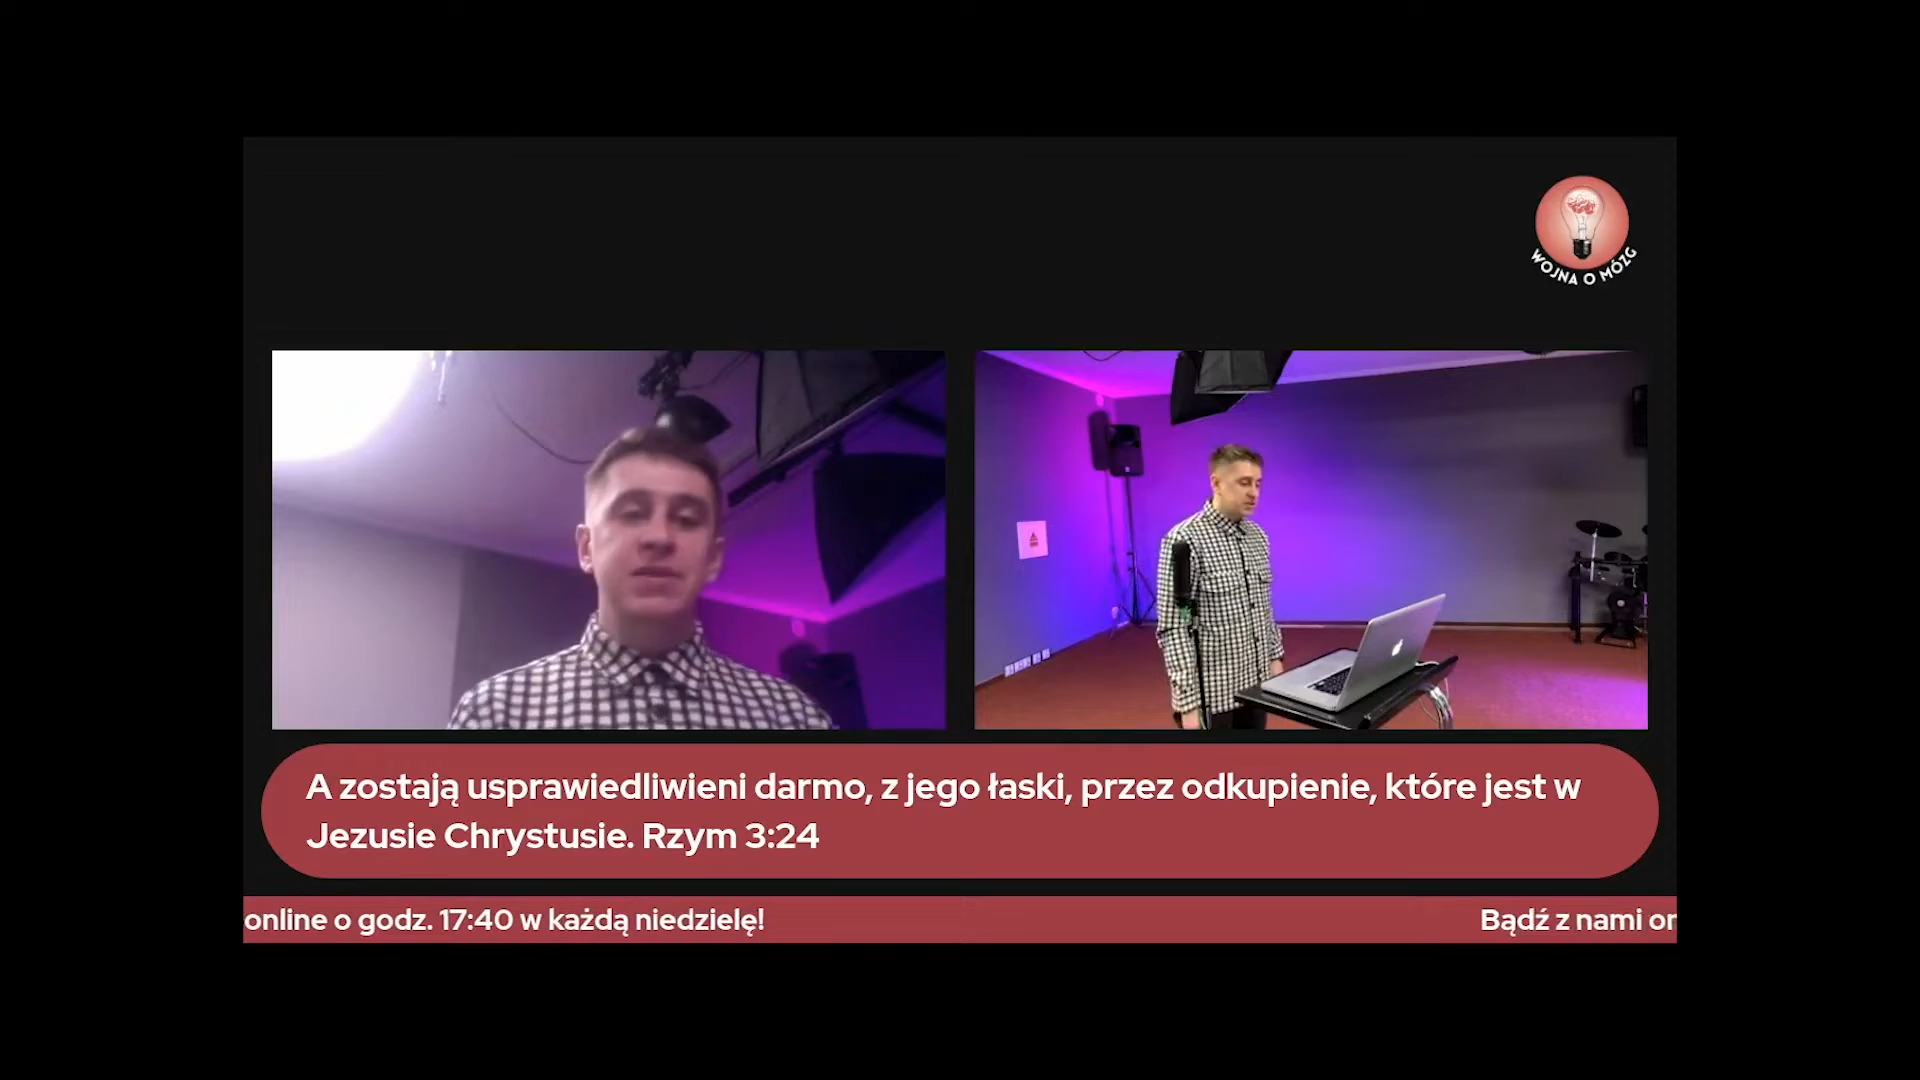 WOJNA O MÓZG
A zostają usprawiedliwieni darmo, z jego łaski, przez odkupienie, które jest w
Jezusie Chrystusie. Rzym 3:24
online o godz. 17:40 w każdą niedzielę!
Bądź z nami or